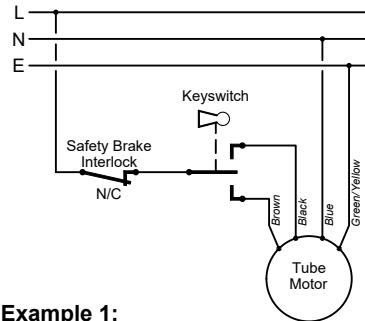 L
N
E
Keyswitch
Safety Brake
Interlock
N/C
Brown
Black
Blue
Green/Yellow
Tube
Motor
Example 1: